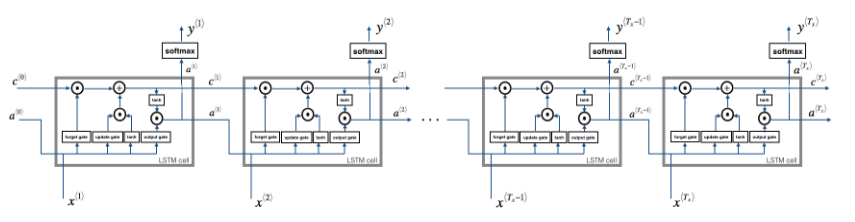 y⟨1⟩ y⟨2⟩ y⟨Tₓ−1⟩ y⟨Tₓ⟩
softmax softmax softmax softmax
a⟨1⟩ a⟨2⟩ a⟨Tₓ−1⟩ a⟨Tₓ⟩
c⟨0⟩ c⟨1⟩ c⟨2⟩ c⟨Tₓ−1⟩ c⟨Tₓ⟩
tanh tanh tanh tanh
a⟨0⟩ a⟨1⟩ a⟨2⟩ ... a⟨Tₓ−1⟩ a⟨Tₓ⟩
forget gate update gate tanh output gate forget gate update gate tanh output gate forget gate update gate tanh output gate forget gate update gate tanh output gate
LSTM cell LSTM cell LSTM cell LSTM cell
x⟨1⟩ x⟨2⟩ x⟨Tₓ−1⟩ x⟨Tₓ⟩